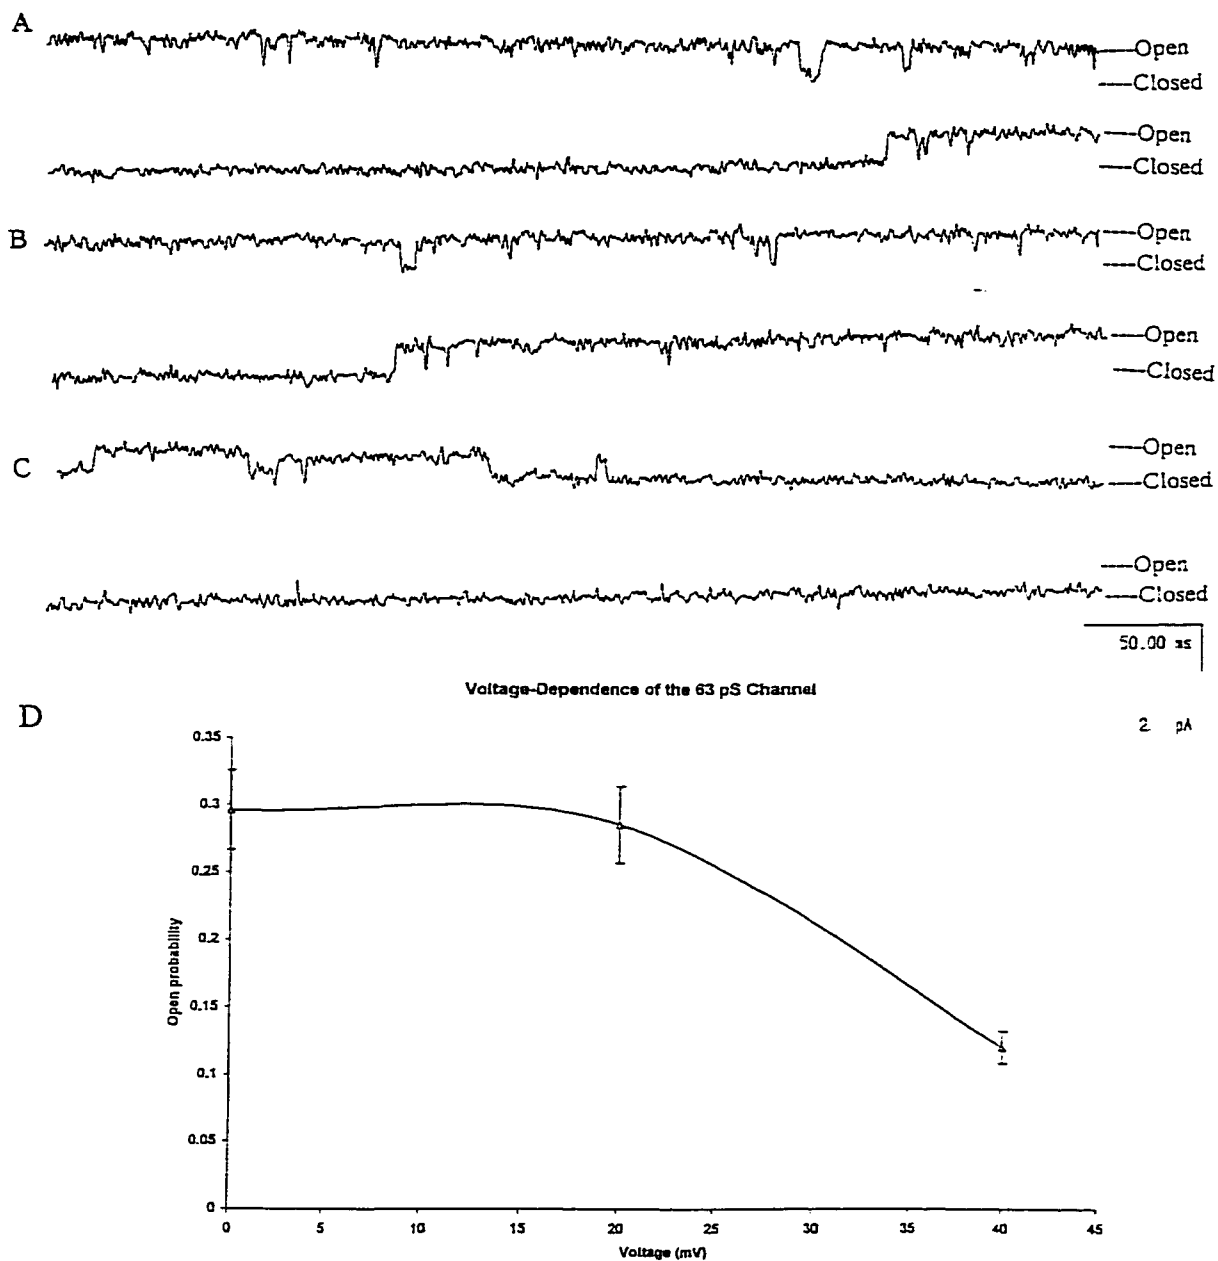 A
Open
Closed
Open
Closed
B
Open
Closed
Open
Closed
C
Open
Closed
Open
Closed
50.00 ms
2 pA
Voltage-Dependence of the 63 pS Channel
D
0.35
0.3
0.25
0.2
0.15
0.1
0.05
0
Open probability
0 5 10 15 20 25 30 35 40 45
Voltage (mV)